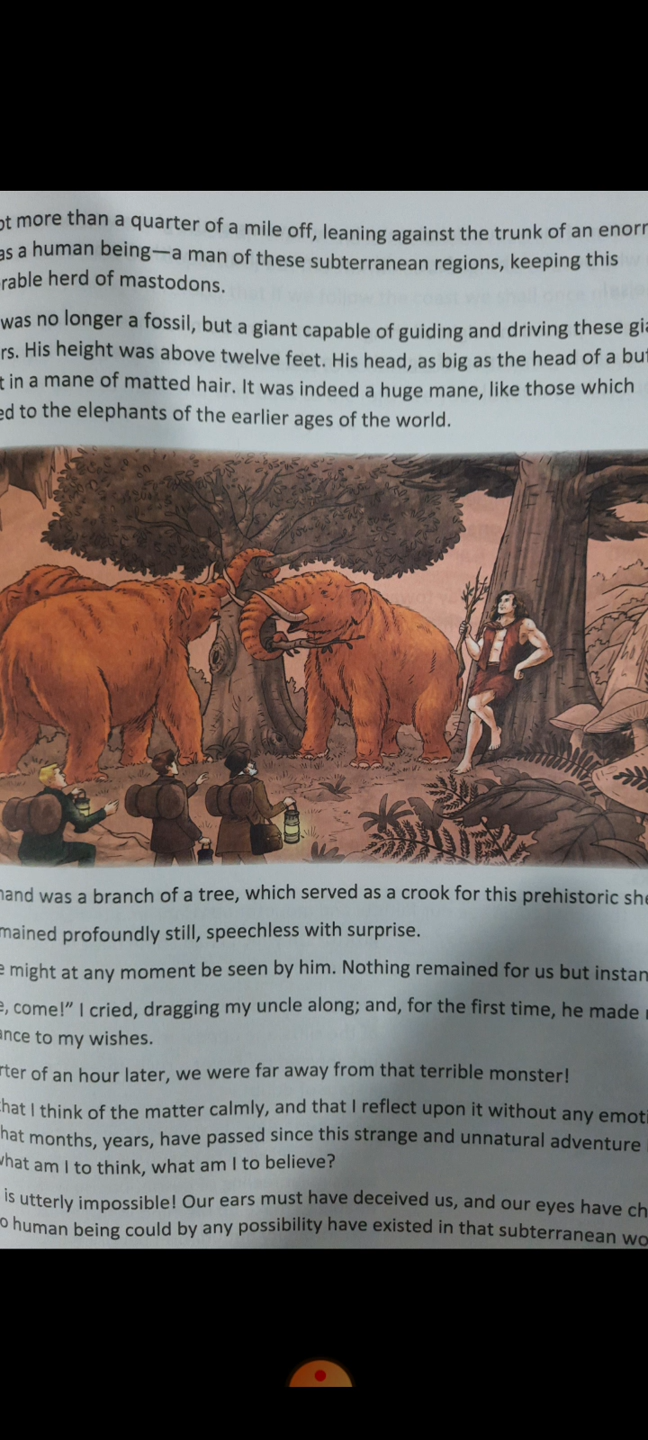 ot more than a quarter of a mile off, leaning against the trunk of an enorr
as a human being—a man of these subterranean regions, keeping this
rable herd of mastodons.
was no longer a fossil, but a giant capable of guiding and driving these gia
rs. His height was above twelve feet. His head, as big as the head of a buf
t in a mane of matted hair. It was indeed a huge mane, like those which
ed to the elephants of the earlier ages of the world.
hand was a branch of a tree, which served as a crook for this prehistoric she
mained profoundly still, speechless with surprise.
e might at any moment be seen by him. Nothing remained for us but instan
e, come!” I cried, dragging my uncle along; and, for the first time, he made
ance to my wishes.
rter of an hour later, we were far away from that terrible monster!
hat I think of the matter calmly, and that I reflect upon it without any emoti
hat months, years, have passed since this strange and unnatural adventure
what am I to think, what am I to believe?
is utterly impossible! Our ears must have deceived us, and our eyes have ch
o human being could by any possibility have existed in that subterranean wo